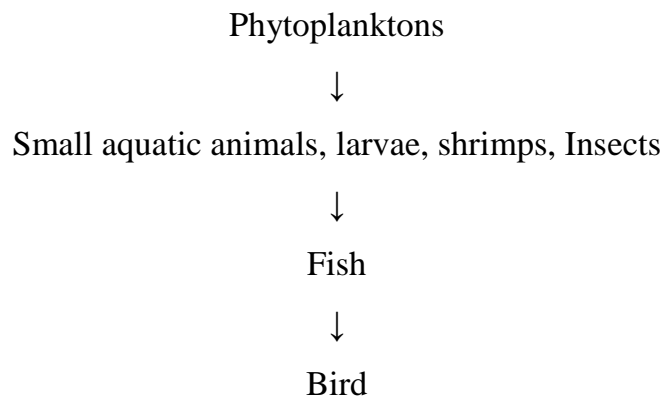 Phytoplanktons
↓
Small aquatic animals, larvae, shrimps, Insects
↓
Fish
↓
Bird